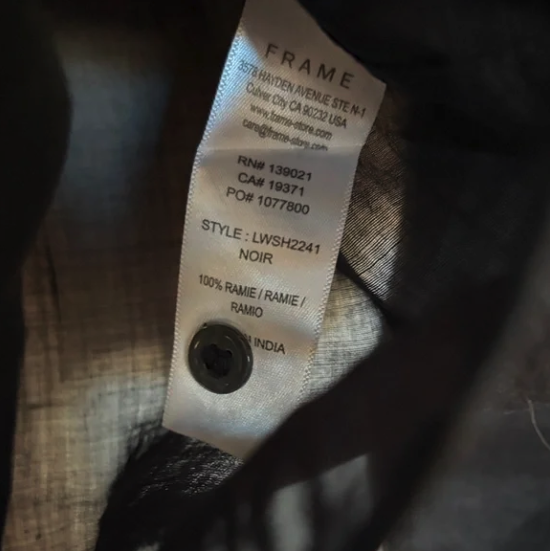 FRAME
3578 HAYDEN AVENUE STE N-1
Culver City CA 90232 USA
www.frame-store.com
care@frame-store.com
RN# 139021
CA# 19371
PO# 1077800
STYLE : LWSH2241
NOIR
100% RAMIE / RAMIE /
RAMIO
INDIA